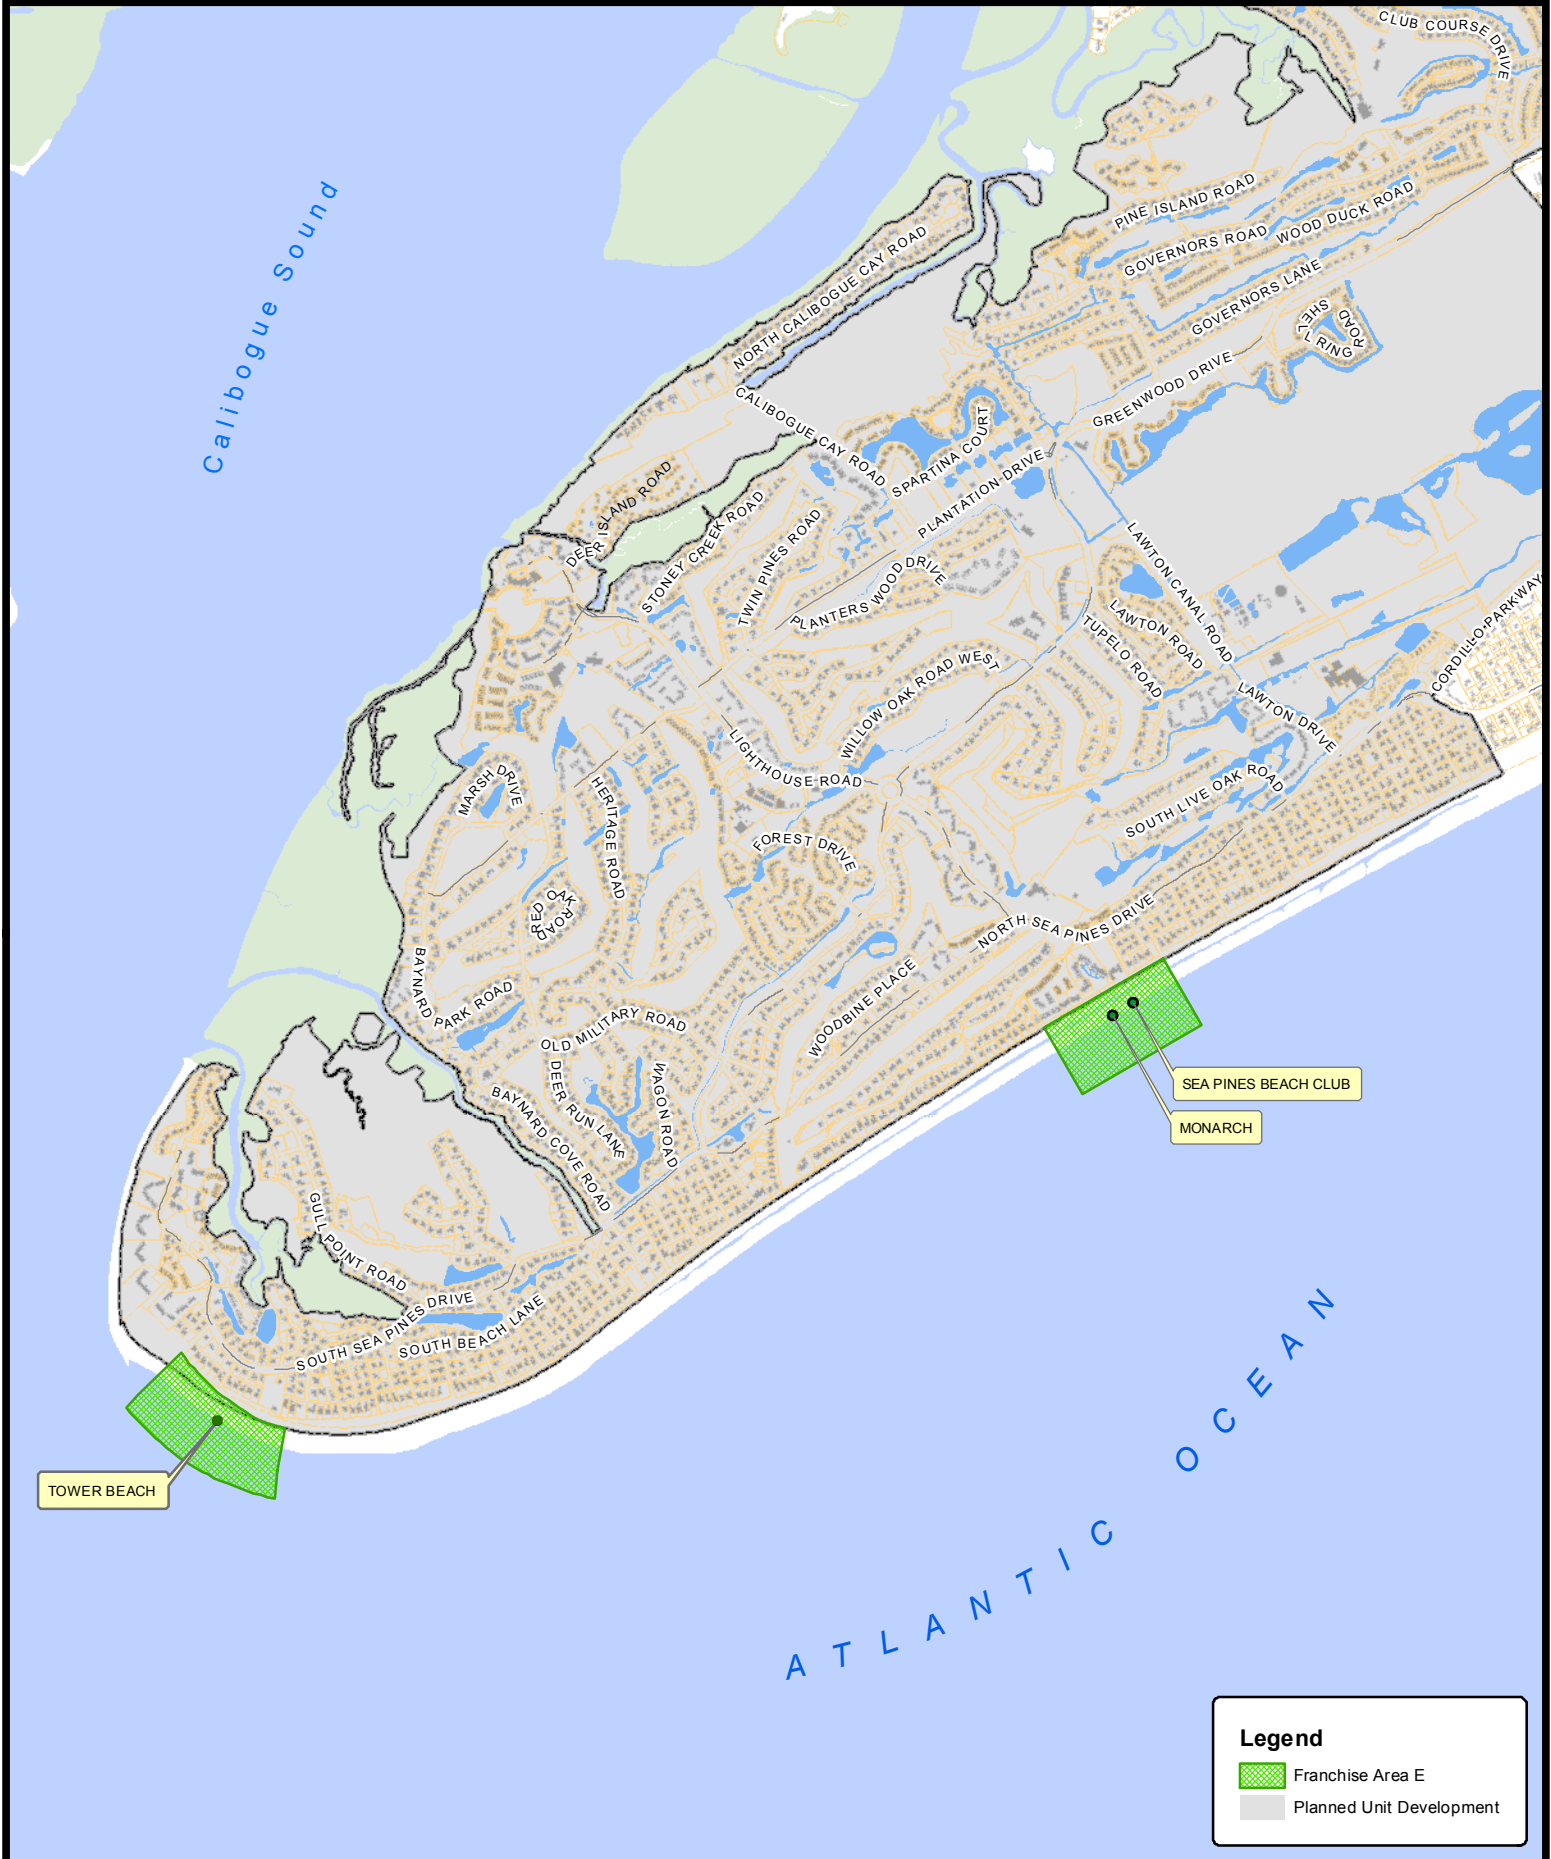 CLUB COURSE DRIVE
Calibogue Sound
PINE ISLAND ROAD
WOOD DUCK ROAD
GOVERNORS ROAD
NORTH CALIBOGUE CAY ROAD
GOVERNORS LANE
SHELL RING ROAD
GREENWOOD DRIVE
CALIBOGUE CAY ROAD
SPARTINA COURT
PLANTATION DRIVE
DEER ISLAND ROAD
STONEY CREEK ROAD
TWIN PINES ROAD
PLANTERS WOOD DRIVE
LAWTON CANAL ROAD
LAWTON ROAD
TUPELO ROAD
CORDILLO PARKWAY
WILLOW OAK ROAD WEST
LAWTON DRIVE
LIGHTHOUSE ROAD
MARSH DRIVE
HERITAGE ROAD
SOUTH LIVE OAK ROAD
FOREST DRIVE
RED OAK ROAD
NORTH SEA PINES DRIVE
BAYNARD PARK ROAD
WOODBINE PLACE
OLD MILITARY ROAD
DEER RUN LANE
WAGON ROAD
BAYNARD COVE ROAD
SEA PINES BEACH CLUB
MONARCH
GULL POINT ROAD
SOUTH SEA PINES DRIVE
SOUTH BEACH LANE
TOWER BEACH
ATLANTIC OCEAN
Legend
Franchise Area E
Planned Unit Development